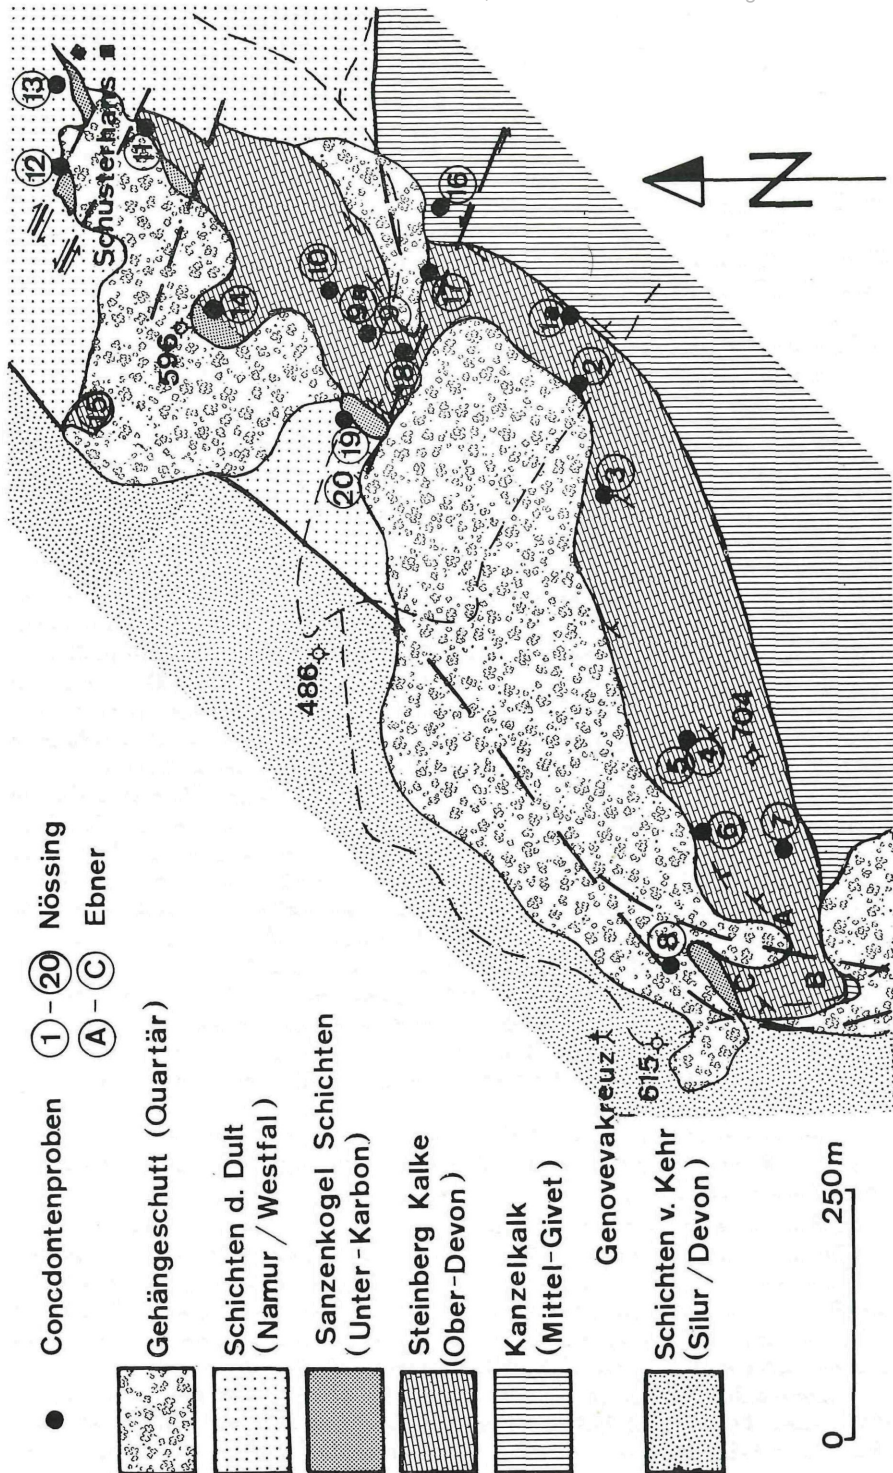 Concdontenproben
①-⑳ Nössing
Ⓐ-Ⓒ Ebner
Gehängeschutt (Quartär)
Schichten d. Dult
(Namur / Westfal)
Sanzenkogel Schichten
(Unter-Karbon)
Steinberg Kalke
(Ober-Devon)
Kanzelkalk
(Mittel-Givet)
Genovevakreuz
Schichten v. Kehr
(Silur / Devon)
0 250m
615
486
596
704
Schusterhans
N
1a
2
3
4
5
6
7
8
9
9a
10
11
12
13
14
15
16
17
18
19
20
A
B
C